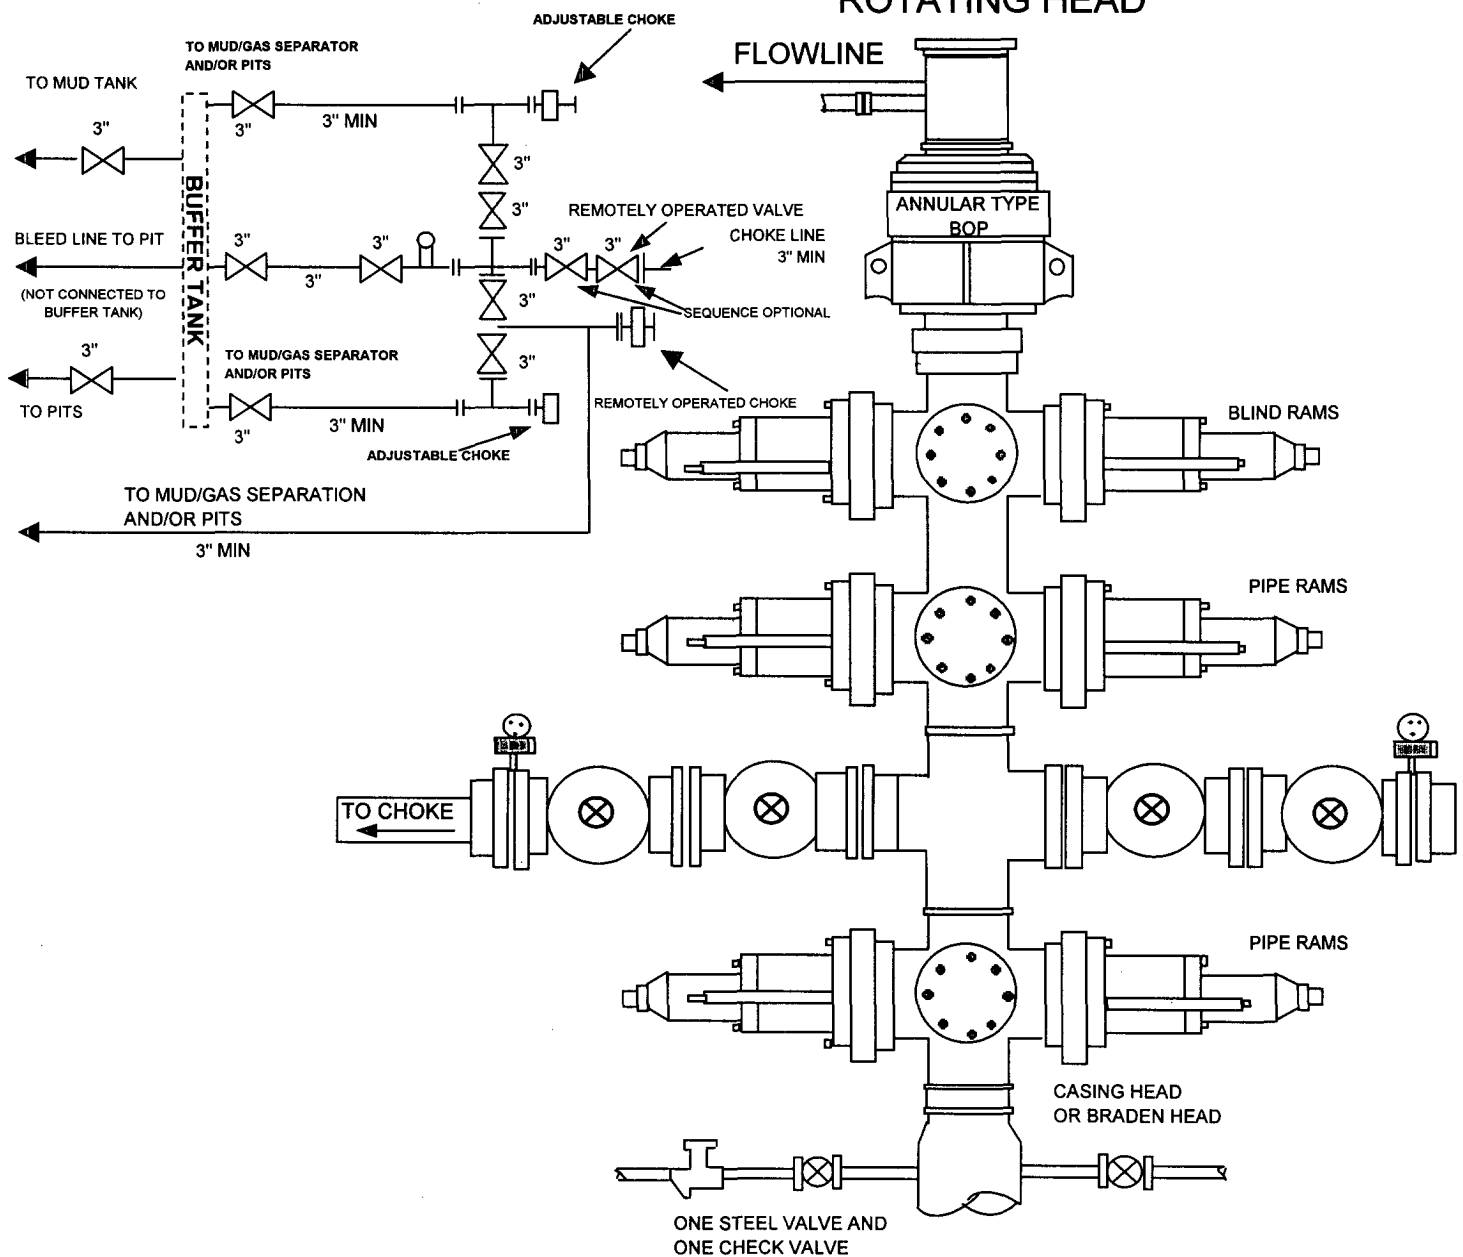 ROTATING HEAD
ADJUSTABLE CHOKE
TO MUD/GAS SEPARATOR
AND/OR PITS
FLOWLINE
TO MUD TANK
3"
3"
3" MIN
3"
3"
BUFFER TANK
ANNULAR TYPE
BOP
REMOTELY OPERATED VALVE
CHOKE LINE
3" MIN
BLEED LINE TO PIT
3"
3"
3"
3"
3"
(NOT CONNECTED TO
BUFFER TANK)
3"
SEQUENCE OPTIONAL
3"
TO MUD/GAS SEPARATOR
AND/OR PITS
3"
TO PITS
3"
3" MIN
REMOTELY OPERATED CHOKE
ADJUSTABLE CHOKE
BLIND RAMS
TO MUD/GAS SEPARATION
AND/OR PITS
3" MIN
PIPE RAMS
TO CHOKE
PIPE RAMS
CASING HEAD
OR BRADEN HEAD
ONE STEEL VALVE AND
ONE CHECK VALVE